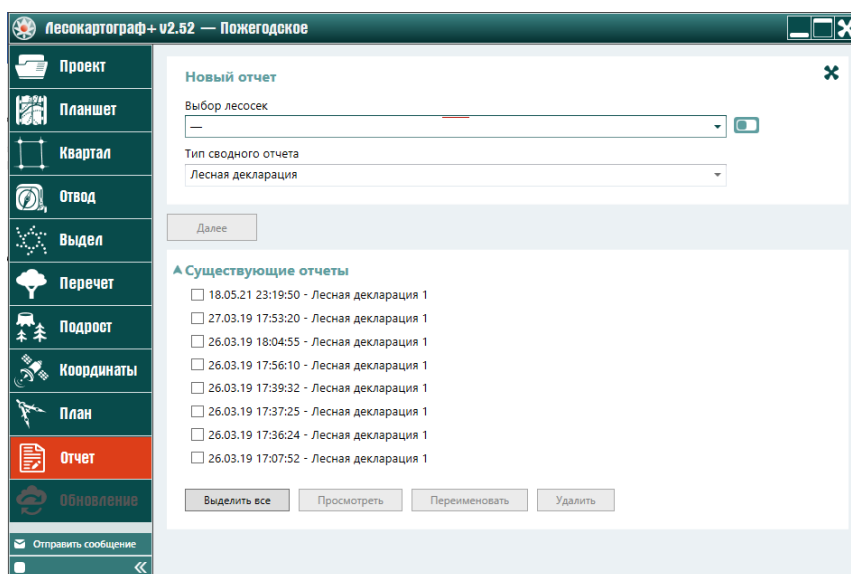 Лесокартограф+ v2.52 — Пожегодское
Проект
Планшет
Квартал
Отвод
Выдел
Перечет
Подрост
Координаты
План
Отчет
Обновление
Отправить сообщение
Новый отчет
Выбор лесосек
—
Тип сводного отчета
Лесная декларация
Далее
Существующие отчеты
18.05.21 23:19:50 - Лесная декларация 1
27.03.19 17:53:20 - Лесная декларация 1
26.03.19 18:04:55 - Лесная декларация 1
26.03.19 17:56:10 - Лесная декларация 1
26.03.19 17:39:32 - Лесная декларация 1
26.03.19 17:37:25 - Лесная декларация 1
26.03.19 17:36:24 - Лесная декларация 1
26.03.19 17:07:52 - Лесная декларация 1
Выделить все Просмотреть Переименовать Удалить